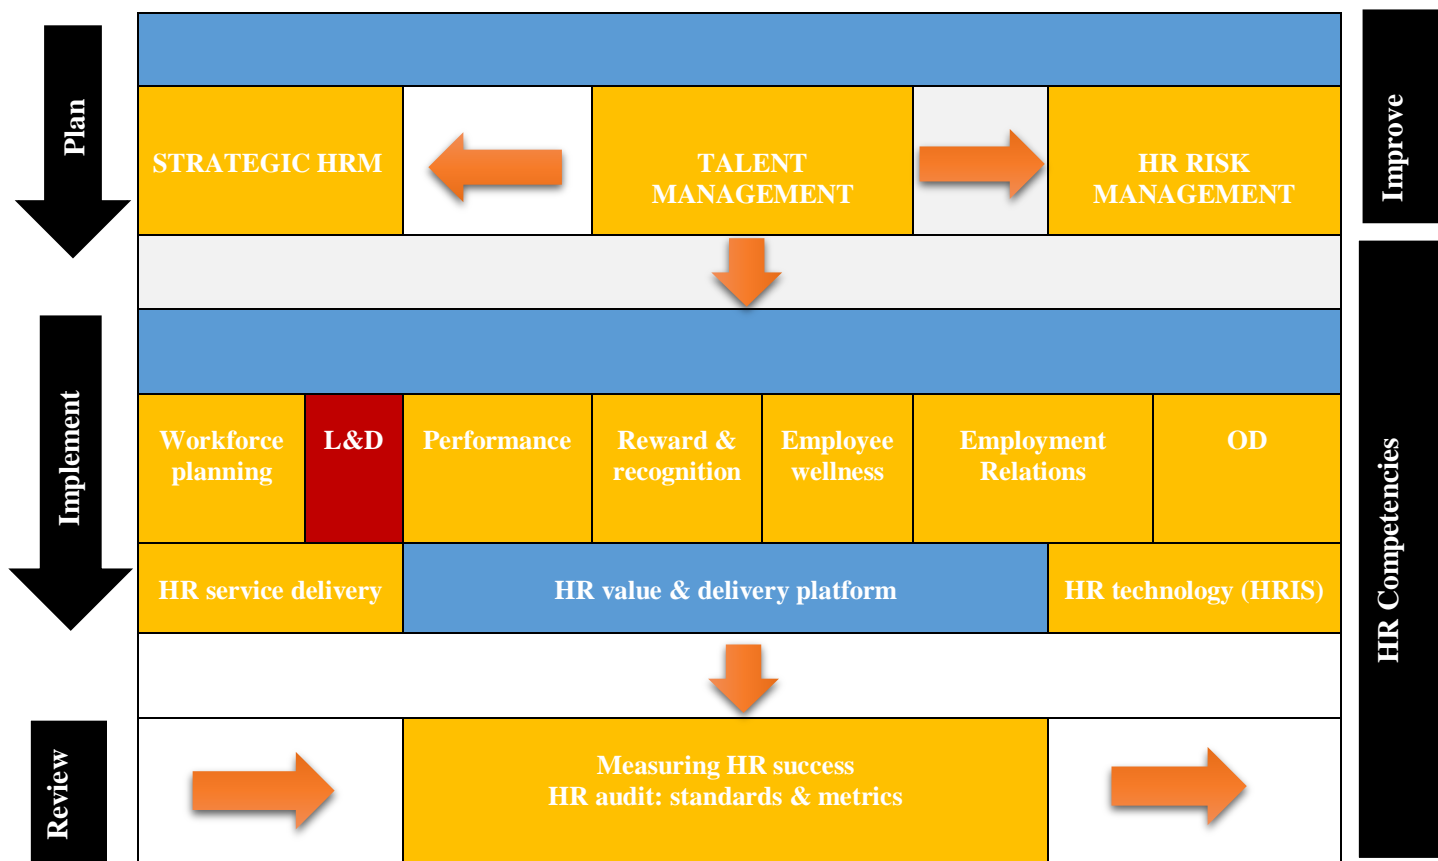 Plan
Improve
STRATEGIC HRM
TALENT
MANAGEMENT
HR RISK
MANAGEMENT
Implement
HR Competencies
Workforce
planning
L&D
Performance
Reward &
recognition
Employee
wellness
Employment
Relations
OD
HR service delivery
HR value & delivery platform
HR technology (HRIS)
Review
Measuring HR success
HR audit: standards & metrics